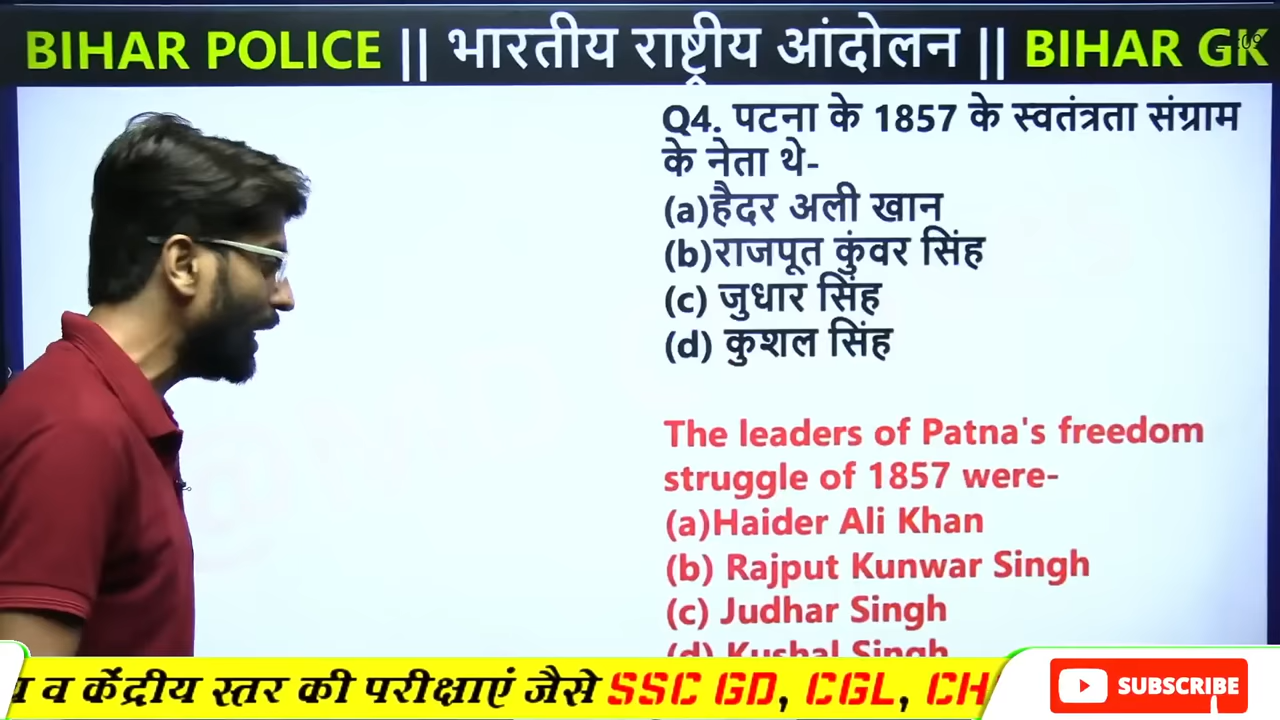 BIHAR POLICE || भारतीय राष्ट्रीय आंदोलन || BIHAR GK
Q4. पटना के 1857 के स्वतंत्रता संग्राम
के नेता थे-
(a)हैदर अली खान
(b)राजपूत कुंवर सिंह
(c) जुधार सिंह
(d) कुशल सिंह
The leaders of Patna's freedom
struggle of 1857 were-
(a)Haider Ali Khan
(b) Rajput Kunwar Singh
(c) Judhar Singh
(d) Kushal Singh
व केंद्रीय स्तर की परीक्षाएं जैसे SSC GD, CGL, CH
SUBSCRIBE